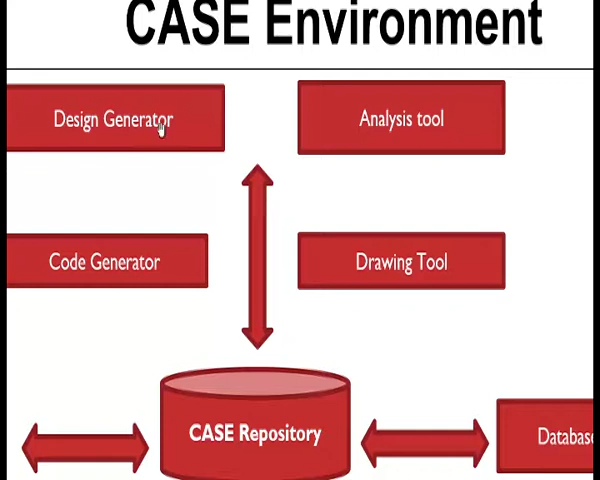 CASE Environment
Design Generator
Analysis tool
Code Generator
Drawing Tool
CASE Repository